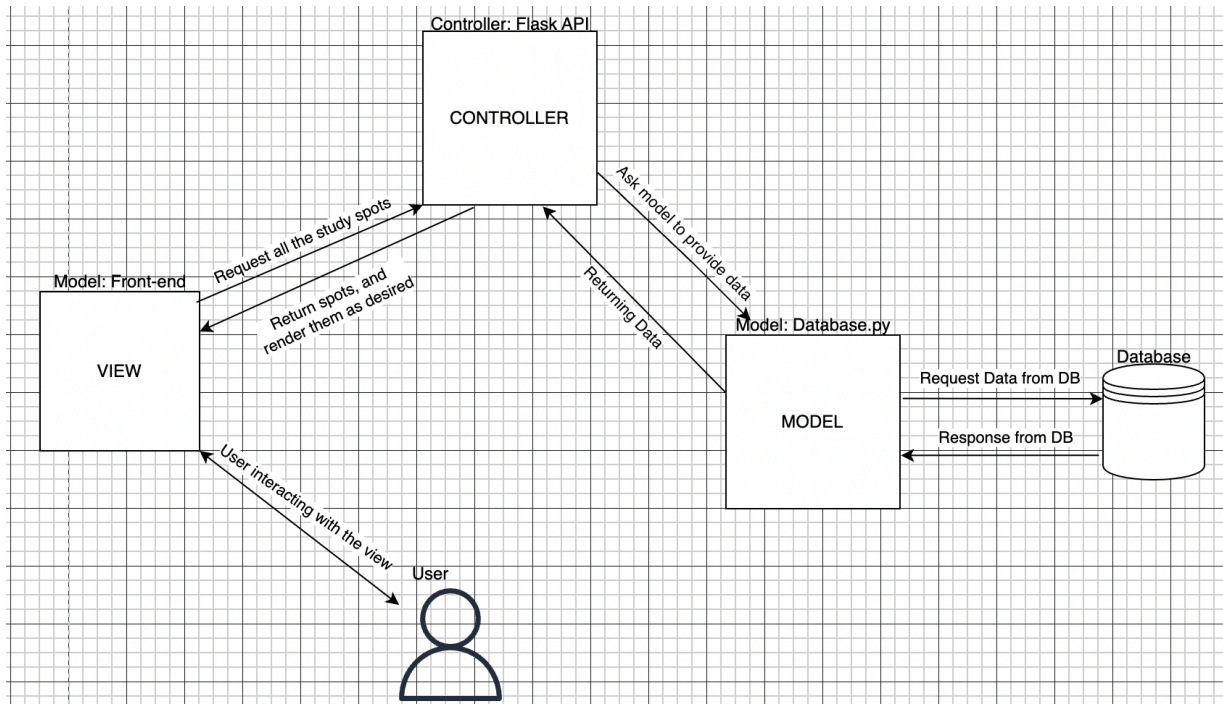 Controller: Flask API
CONTROLLER
Request all the study spots
Return spots, and
render them as desired
Ask model to provide data
Returning Data
Model: Front-end
VIEW
Model: Database.py
MODEL
Request Data from DB
Response from DB
Database
User interacting with the view
User